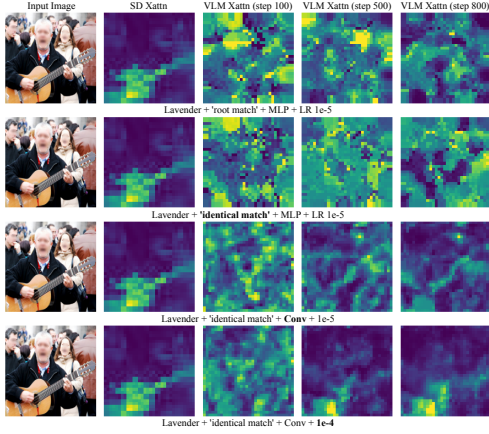 Input Image SD Xattn VLM Xattn (step 100) VLM Xattn (step 500) VLM Xattn (step 800)
Lavender + 'root match' + MLP + LR 1e-5
Lavender + 'identical match' + MLP + LR 1e-5
Lavender + 'identical match' + Conv + 1e-5
Lavender + 'identical match' + Conv + 1e-4